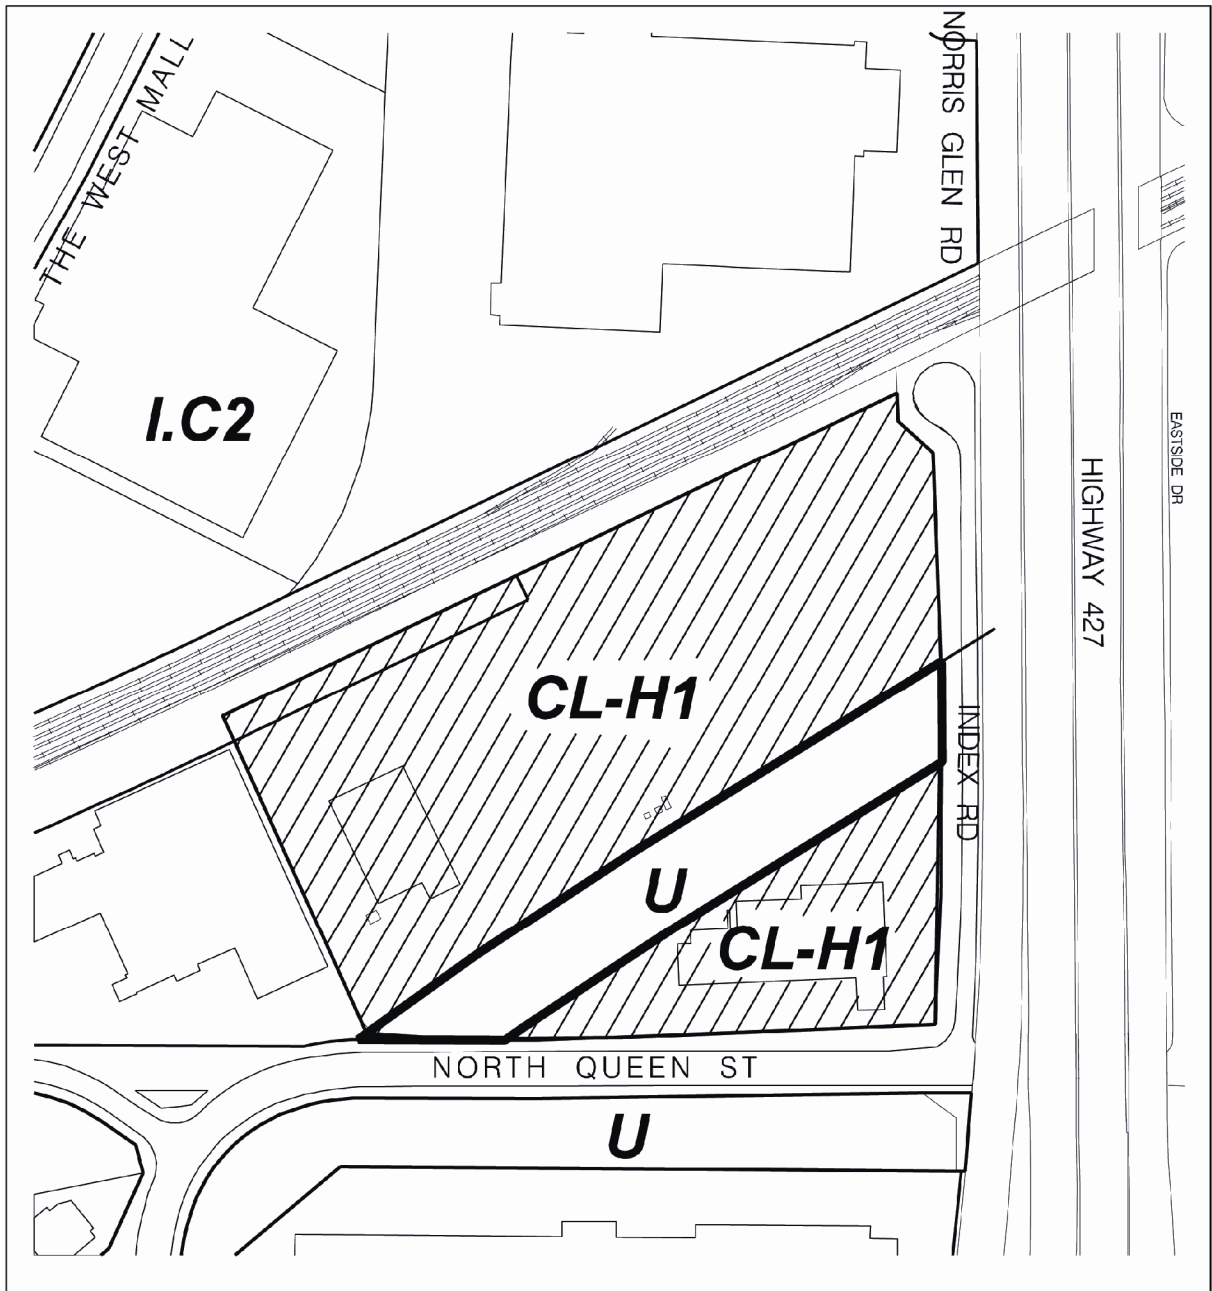 THE WEST MALL
NORRIS GLEN RD
I.C2
EASTSIDE DR
HIGHWAY 427
CL-H1
INDEX RD
U
CL-H1
NORTH QUEEN ST
U